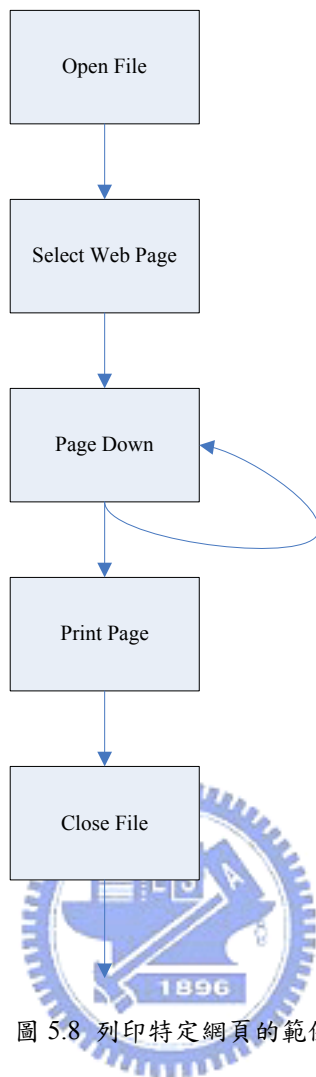 Open File
Select Web Page
Page Down
Print Page
Close File
1896
圖 5.8 列印特定網頁的範